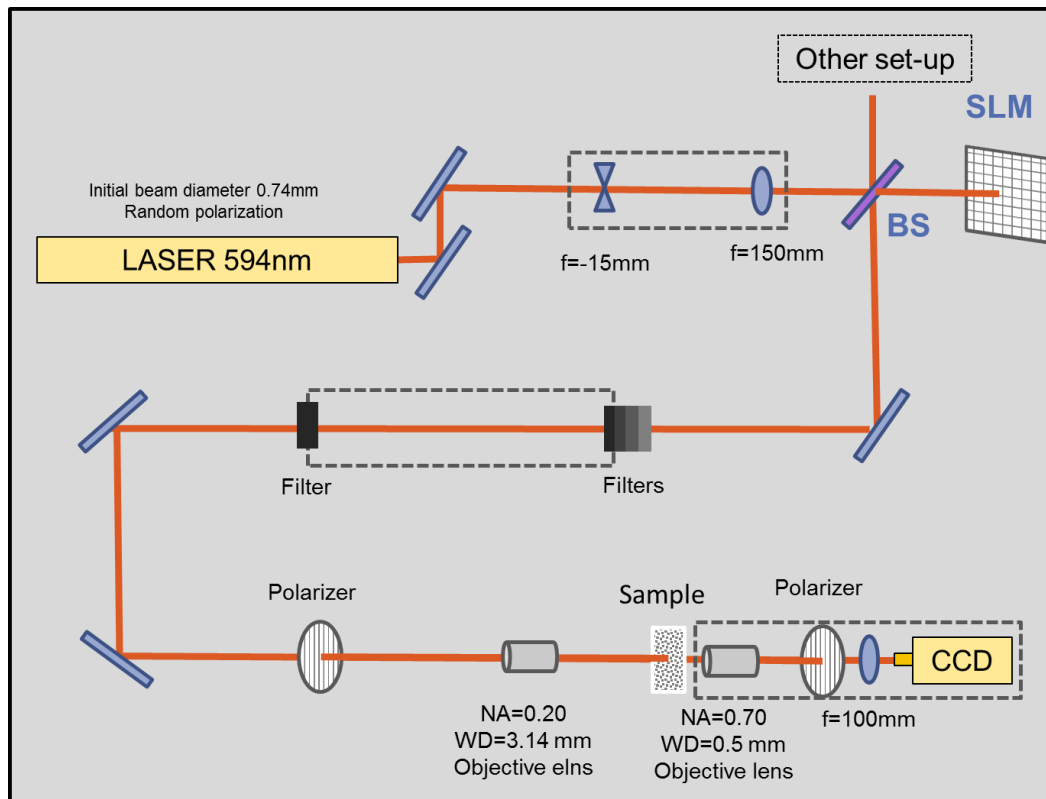 Other set-up
SLM
Initial beam diameter 0.74mm
Random polarization
LASER 594nm
BS
f=-15mm
f=150mm
Filter
Filters
Polarizer
Sample
Polarizer
CCD
NA=0.20
WD=3.14 mm
Objective elns
NA=0.70
WD=0.5 mm
Objective lens
f=100mm